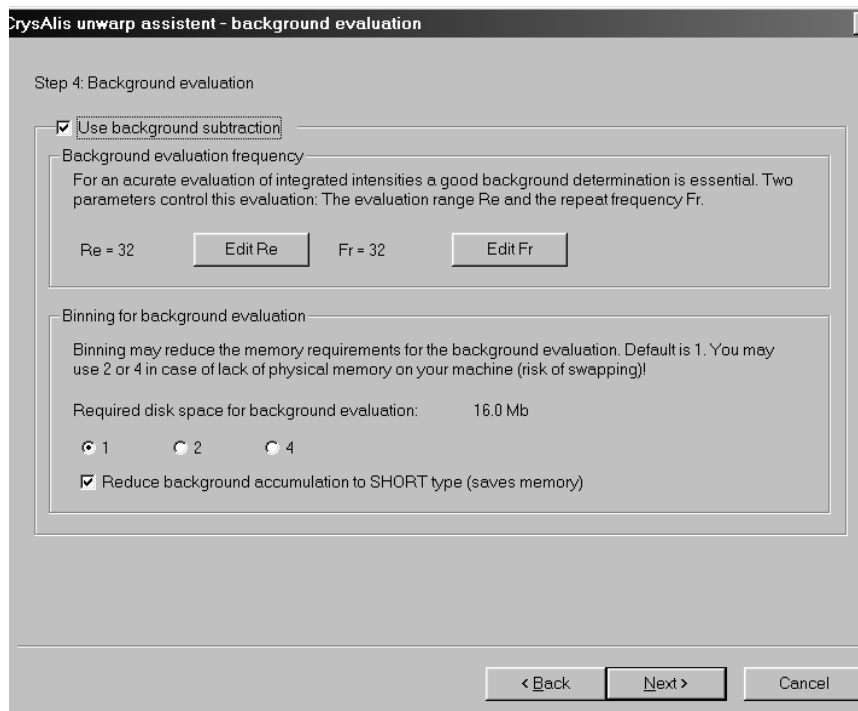 CrysAlis unwarp assistent - background evaluation
Step 4: Background evaluation
Use background subtraction
Background evaluation frequency
For an acurate evaluation of integrated intensities a good background determination is essential. Two
parameters control this evaluation: The evaluation range Re and the repeat frequency Fr.
Re = 32 Edit Re Fr = 32 Edit Fr
Binning for background evaluation
Binning may reduce the memory requirements for the background evaluation. Default is 1. You may
use 2 or 4 in case of lack of physical memory on your machine (risk of swapping)!
Required disk space for background evaluation: 16.0 Mb
1 2 4
Reduce background accumulation to SHORT type (saves memory)
< Back Next > Cancel